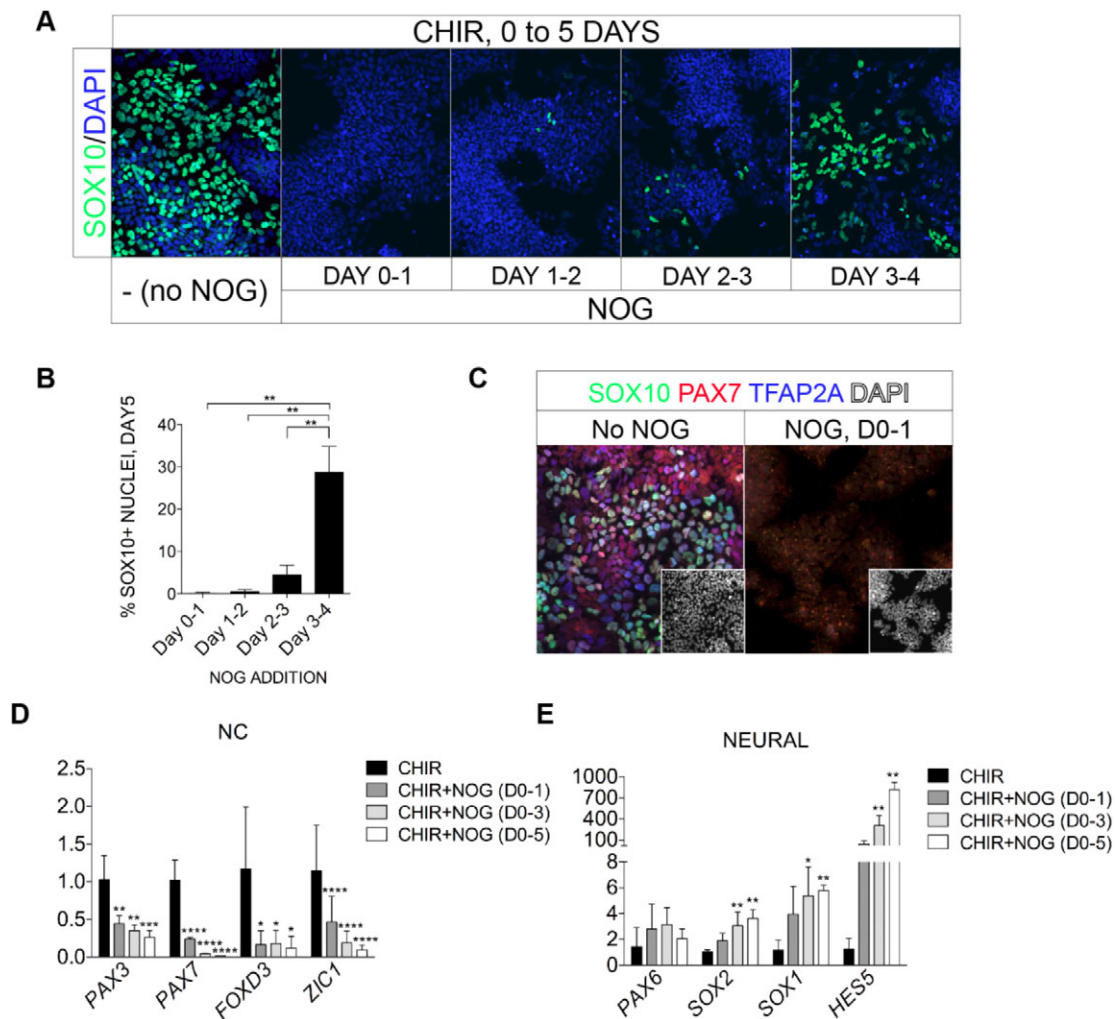 A
CHIR, 0 to 5 DAYS
SOX10/DAPI
- (no NOG)
DAY 0-1
DAY 1-2
DAY 2-3
DAY 3-4
NOG
B
% SOX10+ NUCLEI, DAY5
40
30
20
10
0
**
**
**
Day 0-1
Day 1-2
Day 2-3
Day 3-4
NOG ADDITION
C
SOX10 PAX7 TFAP2A DAPI
No NOG
NOG, D0-1
D
NC
2.5
2.0
1.5
1.0
0.5
0.0
** ** ***
**** **** ****
* * *
**** **** ****
PAX3
PAX7
FOXD3
ZIC1
CHIR
CHIR+NOG (D0-1)
CHIR+NOG (D0-3)
CHIR+NOG (D0-5)
E
NEURAL
1000
700
400
100
8
6
4
2
0
** **
* **
** **
PAX6
SOX2
SOX1
HES5
CHIR
CHIR+NOG (D0-1)
CHIR+NOG (D0-3)
CHIR+NOG (D0-5)